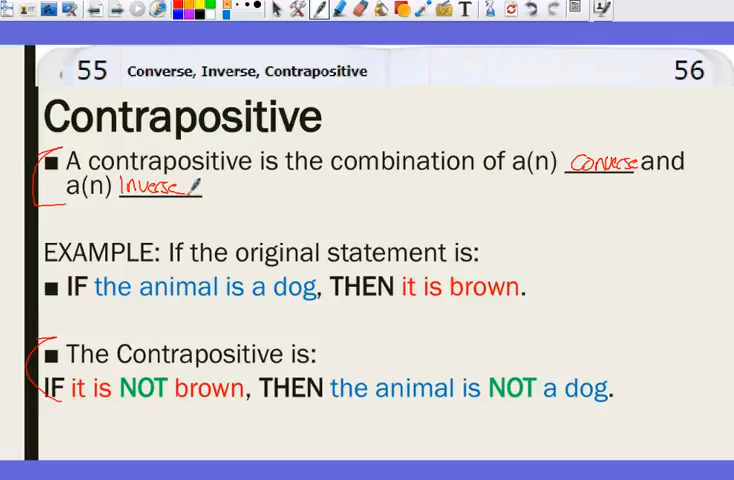 55 Converse, Inverse, Contrapositive 56
Contrapositive
■ A contrapositive is the combination of a(n) converse and
a(n) Inverse
EXAMPLE: If the original statement is:
■ IF the animal is a dog, THEN it is brown.
■ The Contrapositive is:
IF it is NOT brown, THEN the animal is NOT a dog.